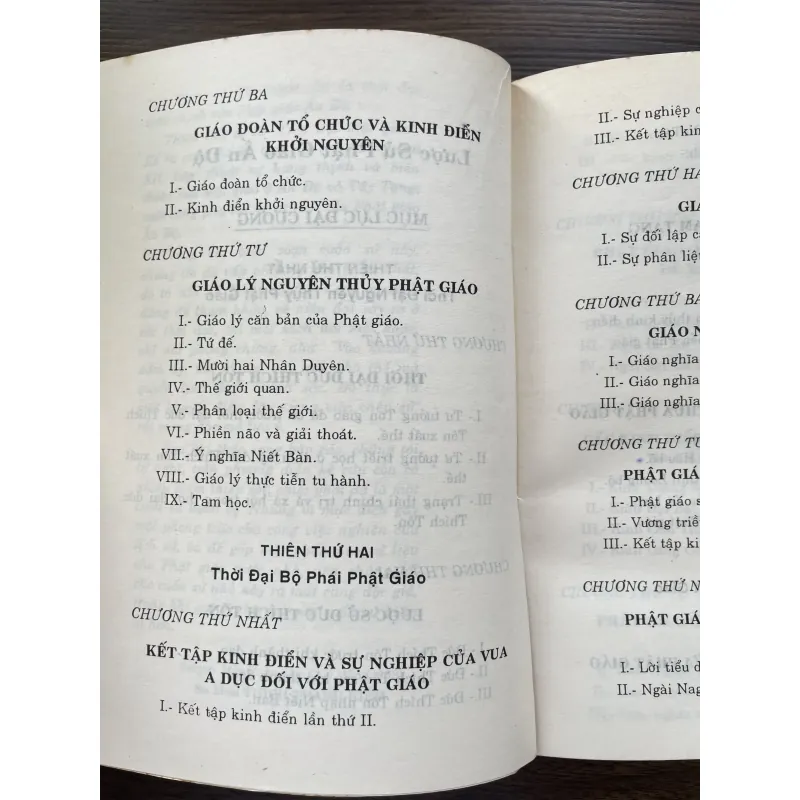 CHƯƠNG THỨ BA
GIÁO ĐOÀN TỔ CHỨC VÀ KINH ĐIỂN
KHỞI NGUYÊN
I.- Giáo đoàn tổ chức.
II.- Kinh điển khởi nguyên.
CHƯƠNG THỨ TƯ
GIÁO LÝ NGUYÊN THỦY PHẬT GIÁO
I.- Giáo lý căn bản của Phật giáo.
II.- Tứ đế.
III.- Mười hai Nhân Duyên.
IV.- Thế giới quan.
V.- Phân loại thế giới.
VI.- Phiền não và giải thoát.
VII.- Ý nghĩa Niết Bàn.
VIII.- Giáo lý thực tiễn tu hành.
IX.- Tam học.
THIÊN THỨ HAI
Thời Đại Bộ Phái Phật Giáo
CHƯƠNG THỨ NHẤT
KẾT TẬP KINH ĐIỂN VÀ SỰ NGHIỆP CỦA VUA
A DỤC ĐỐI VỚI PHẬT GIÁO
I.- Kết tập kinh điển lần thứ II.
II.- Sự nghiệp
III.- Kết tập kin
CHƯƠNG THỨ HA
GIÁ
I.- Sự đối lập
II.- Sự phân liệ
CHƯƠNG THỨ BA
GIÁO N
I.- Giáo nghĩa
II.- Giáo nghĩa
III.- Giáo nghĩa
CHƯƠNG THỨ TƯ
PHẬT GIÁ
I.- Phật giáo s
II.- Vương triề
III.- Kết tập ki
CHƯƠNG THỨ N
PHẬT GIÁ
I.- Lời tiểu d
II.- Ngài Nag